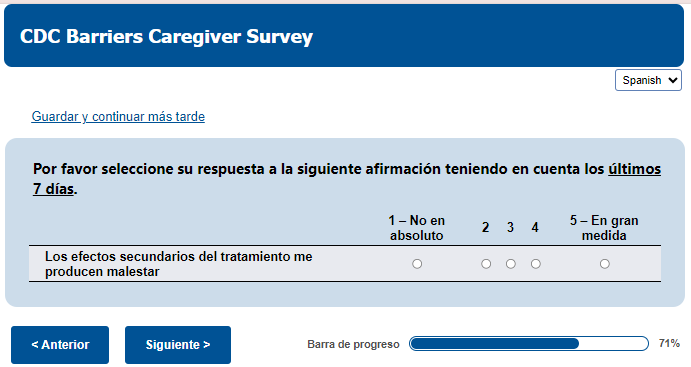 CDC Barriers Caregiver Survey
Spanish
Guardar y continuar más tarde
Por favor seleccione su respuesta a la siguiente afirmación teniendo en cuenta los últimos
7 días.
1 – No en
absoluto
2
3
4
5 – En gran
medida
Los efectos secundarios del tratamiento me
producen malestar
< Anterior
Siguiente >
Barra de progreso
71%